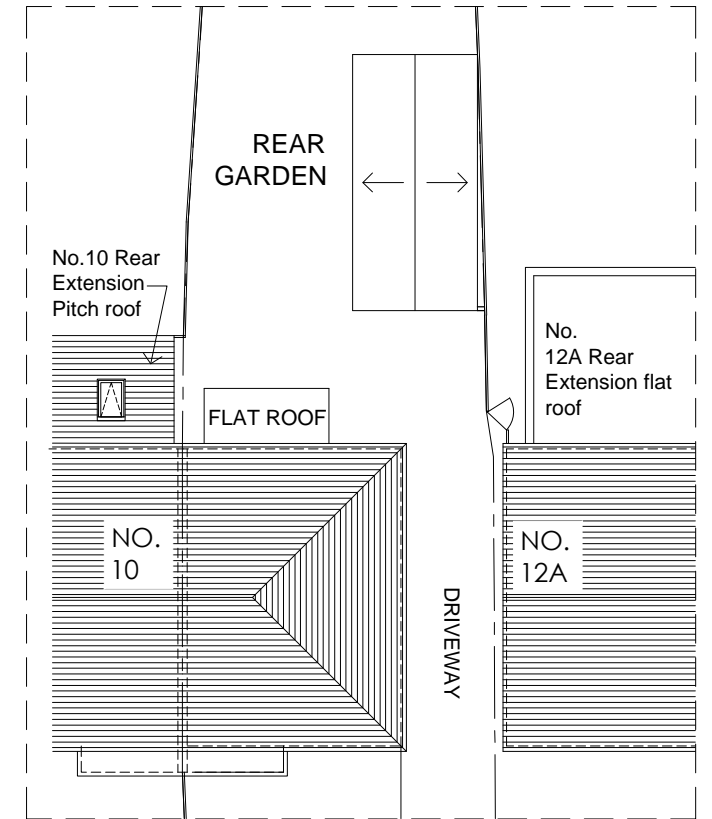 REAR
GARDEN
No.10 Rear
Extension
Pitch roof
No.
12A Rear
Extension flat
roof
FLAT ROOF
NO.
10
NO.
12A
DRIVEWAY